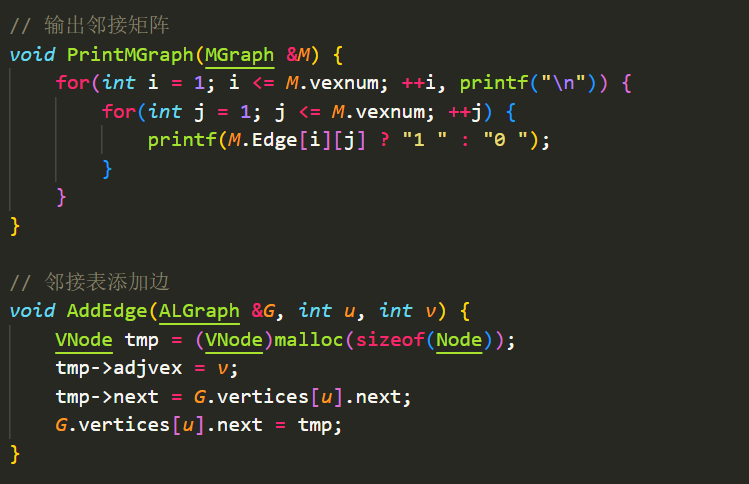 // 输出邻接矩阵
void PrintMGraph(MGraph &M) {
    for(int i = 1; i <= M.vexnum; ++i, printf("\n")) {
        for(int j = 1; j <= M.vexnum; ++j) {
            printf(M.Edge[i][j] ? "1 " : "0 ");
        }
    }
}

// 邻接表添加边
void AddEdge(ALGraph &G, int u, int v) {
    VNode tmp = (VNode)malloc(sizeof(Node));
    tmp->adjvex = v;
    tmp->next = G.vertices[u].next;
    G.vertices[u].next = tmp;
}